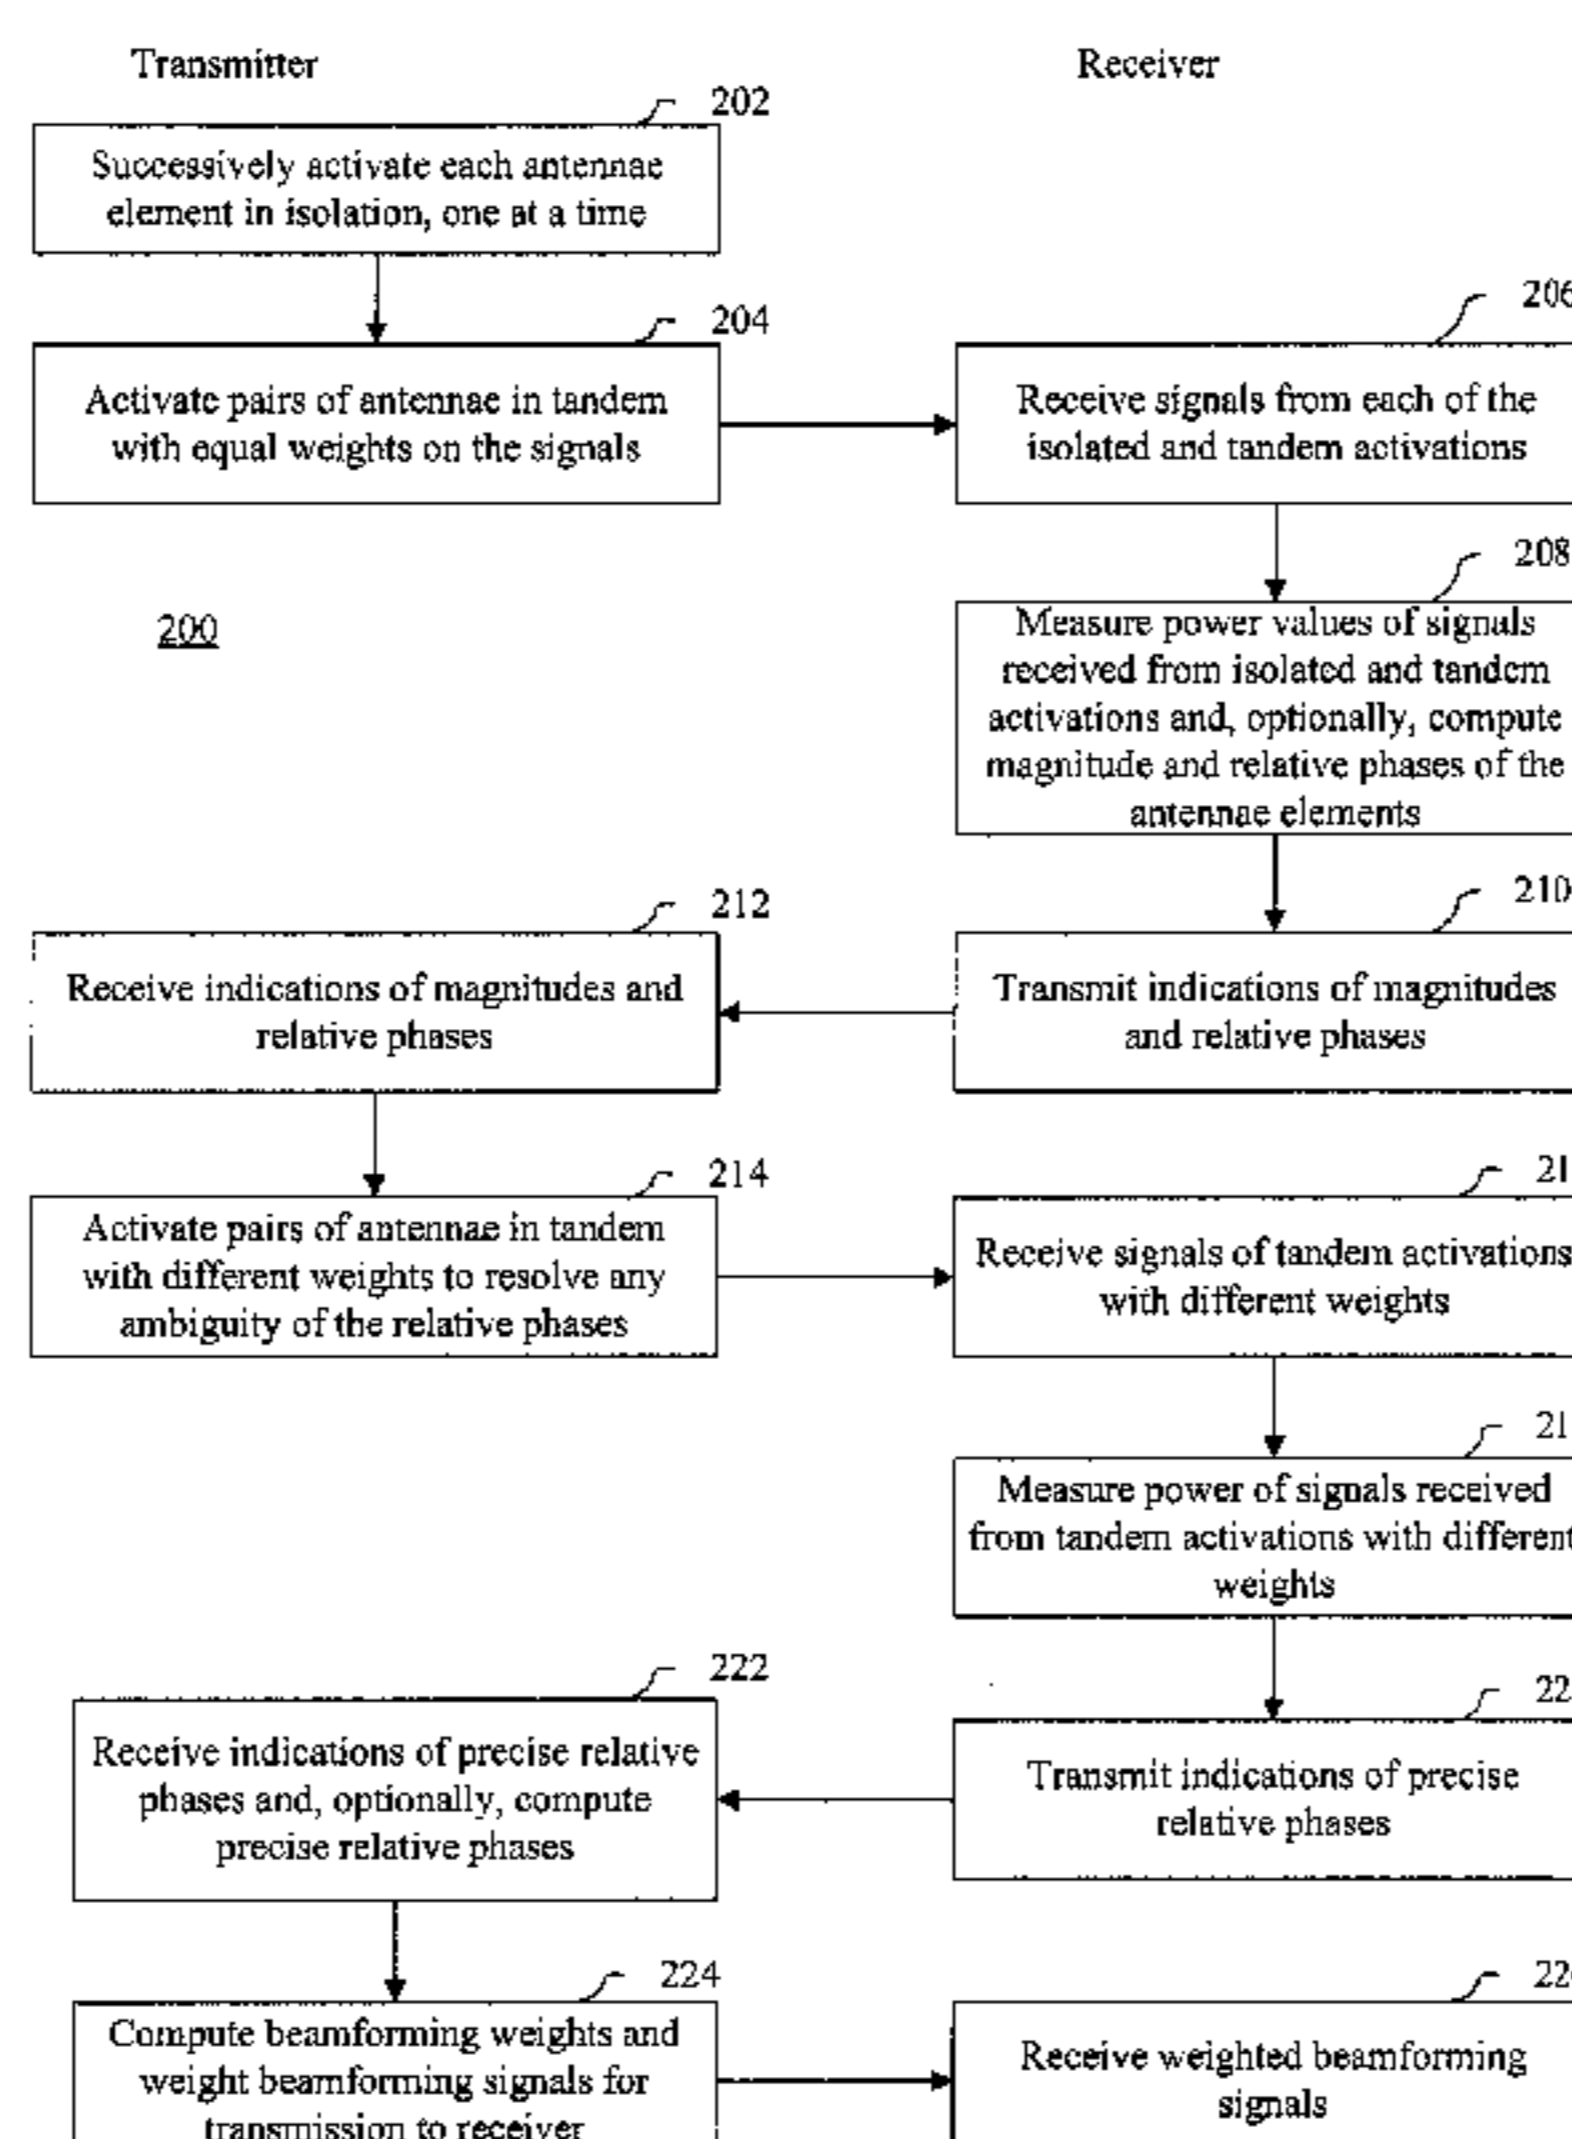 Transmitter
Receiver
202
Successively activate each antennae
element in isolation, one at a time
204
Activate pairs of antennae in tandem
with equal weights on the signals
206
Receive signals from each of the
isolated and tandem activations
200
208
Measure power values of signals
received from isolated and tandem
activations and, optionally, compute
magnitude and relative phases of the
antennae elements
210
Transmit indications of magnitudes
and relative phases
212
Receive indications of magnitudes and
relative phases
214
Activate pairs of antennae in tandem
with different weights to resolve any
ambiguity of the relative phases
21
Receive signals of tandem activations
with different weights
21
Measure power of signals received
from tandem activations with different
weights
22
Transmit indications of precise
relative phases
222
Receive indications of precise relative
phases and, optionally, compute
precise relative phases
224
Compute beamforming weights and
weight beamforming signals for
transmission to receiver
226
Receive weighted beamforming
signals